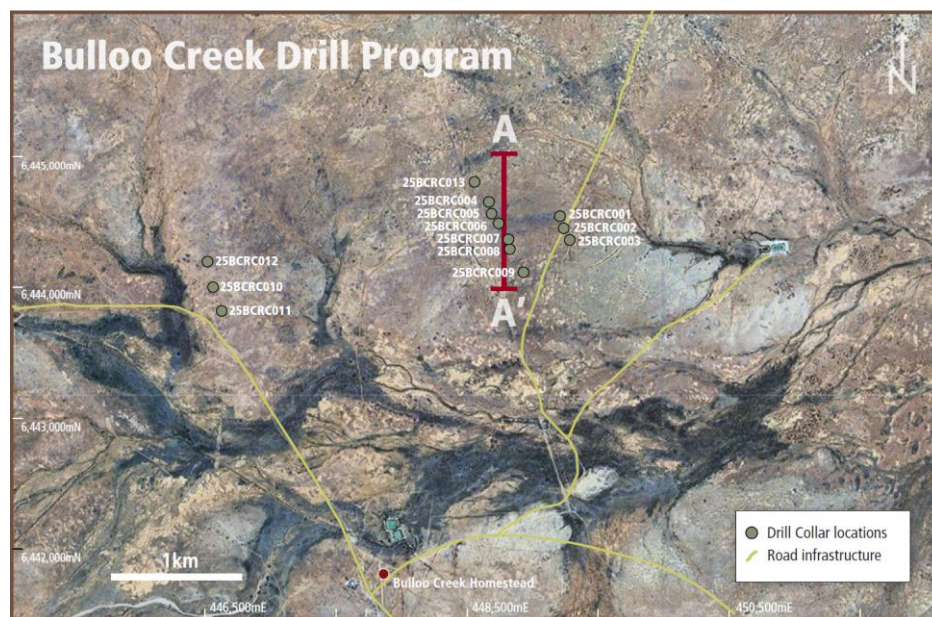 Bulloo Creek Drill Program
N
A
6,445,000mN
25BCRC013
25BCRC004
25BCRC005
25BCRC006
25BCRC007
25BCRC008
25BCRC009
25BCRC001
25BCRC002
25BCRC003
25BCRC012
25BCRC010
25BCRC011
6,444,000mN
A'
6,443,000mN
6,442,000mN
1km
Bulloo Creek Homestead
Drill Collar locations
Road infrastructure
446,500mE
448,500mE
450,500mE